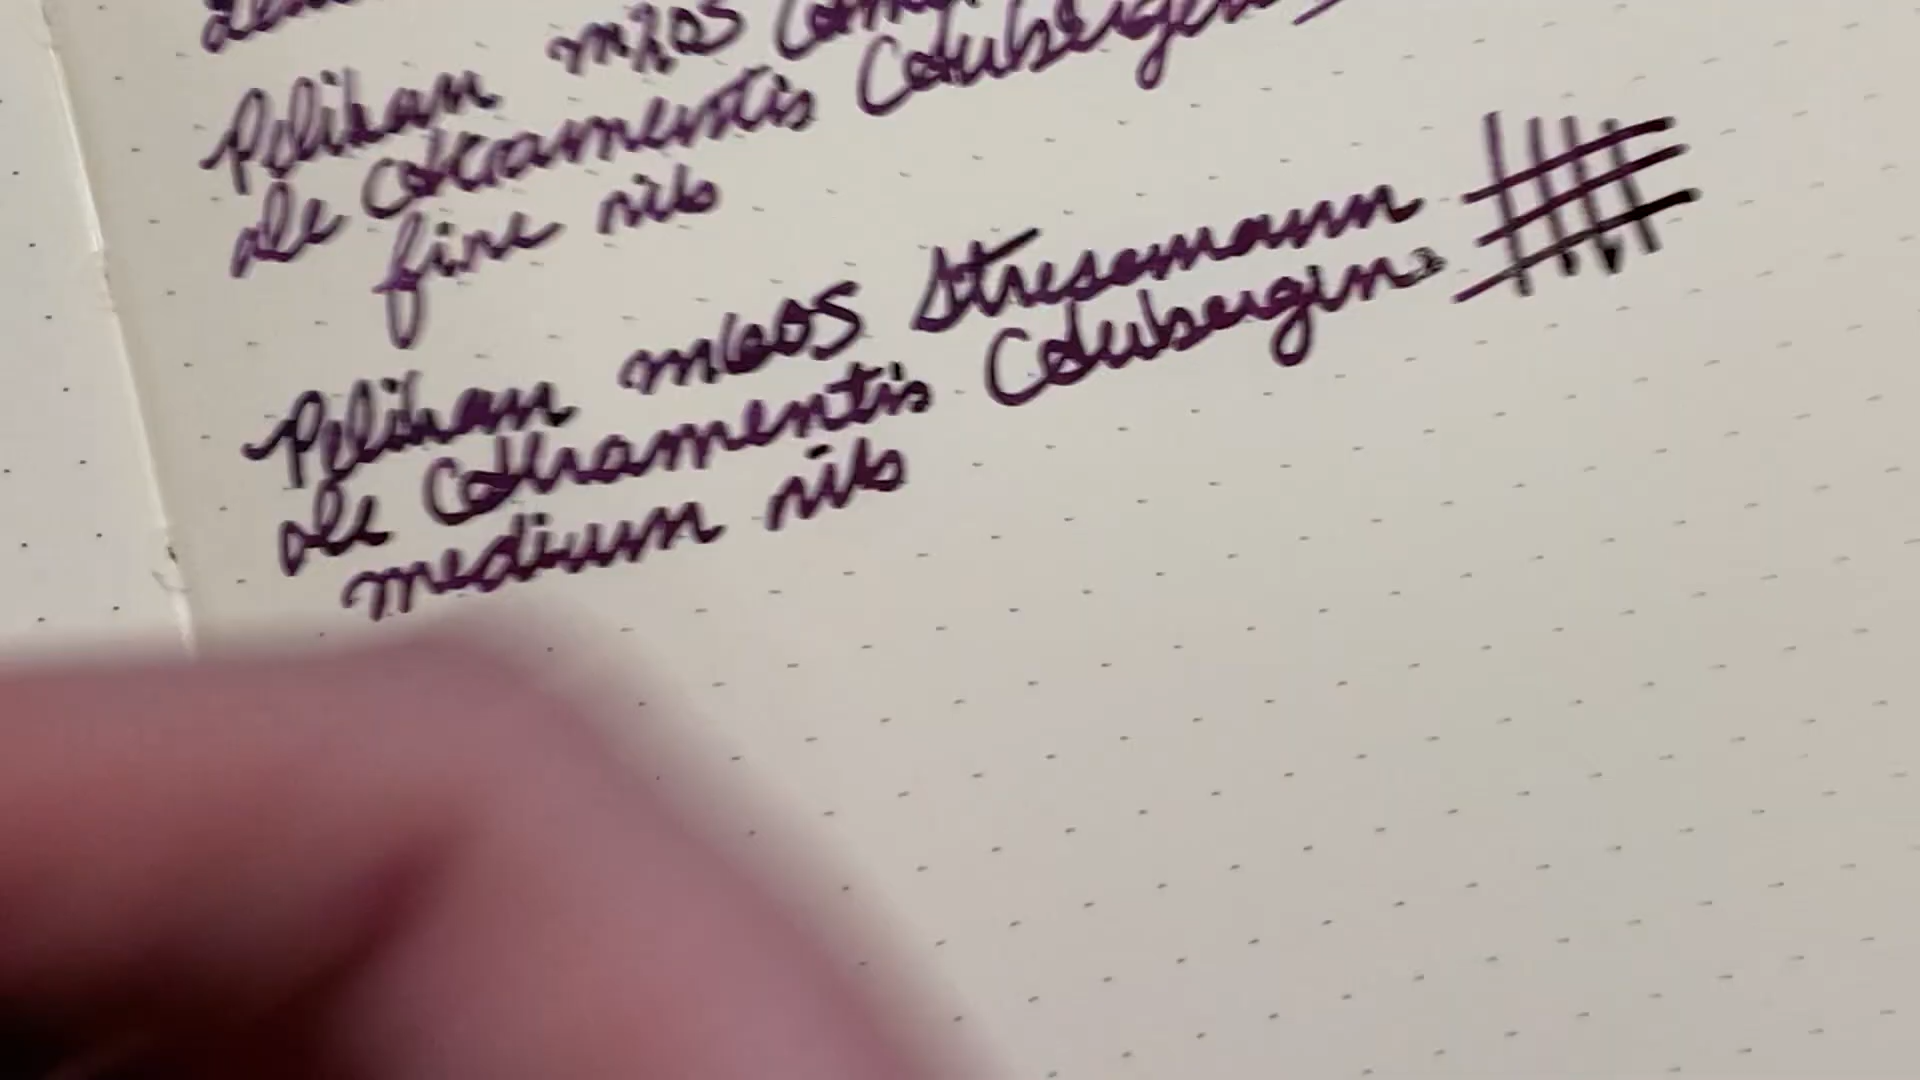 Pelikan m205
de Atramentis Aubergine
fine nib
Pelikan m605 Stresemann
de Atramentis Aubergine
medium nib